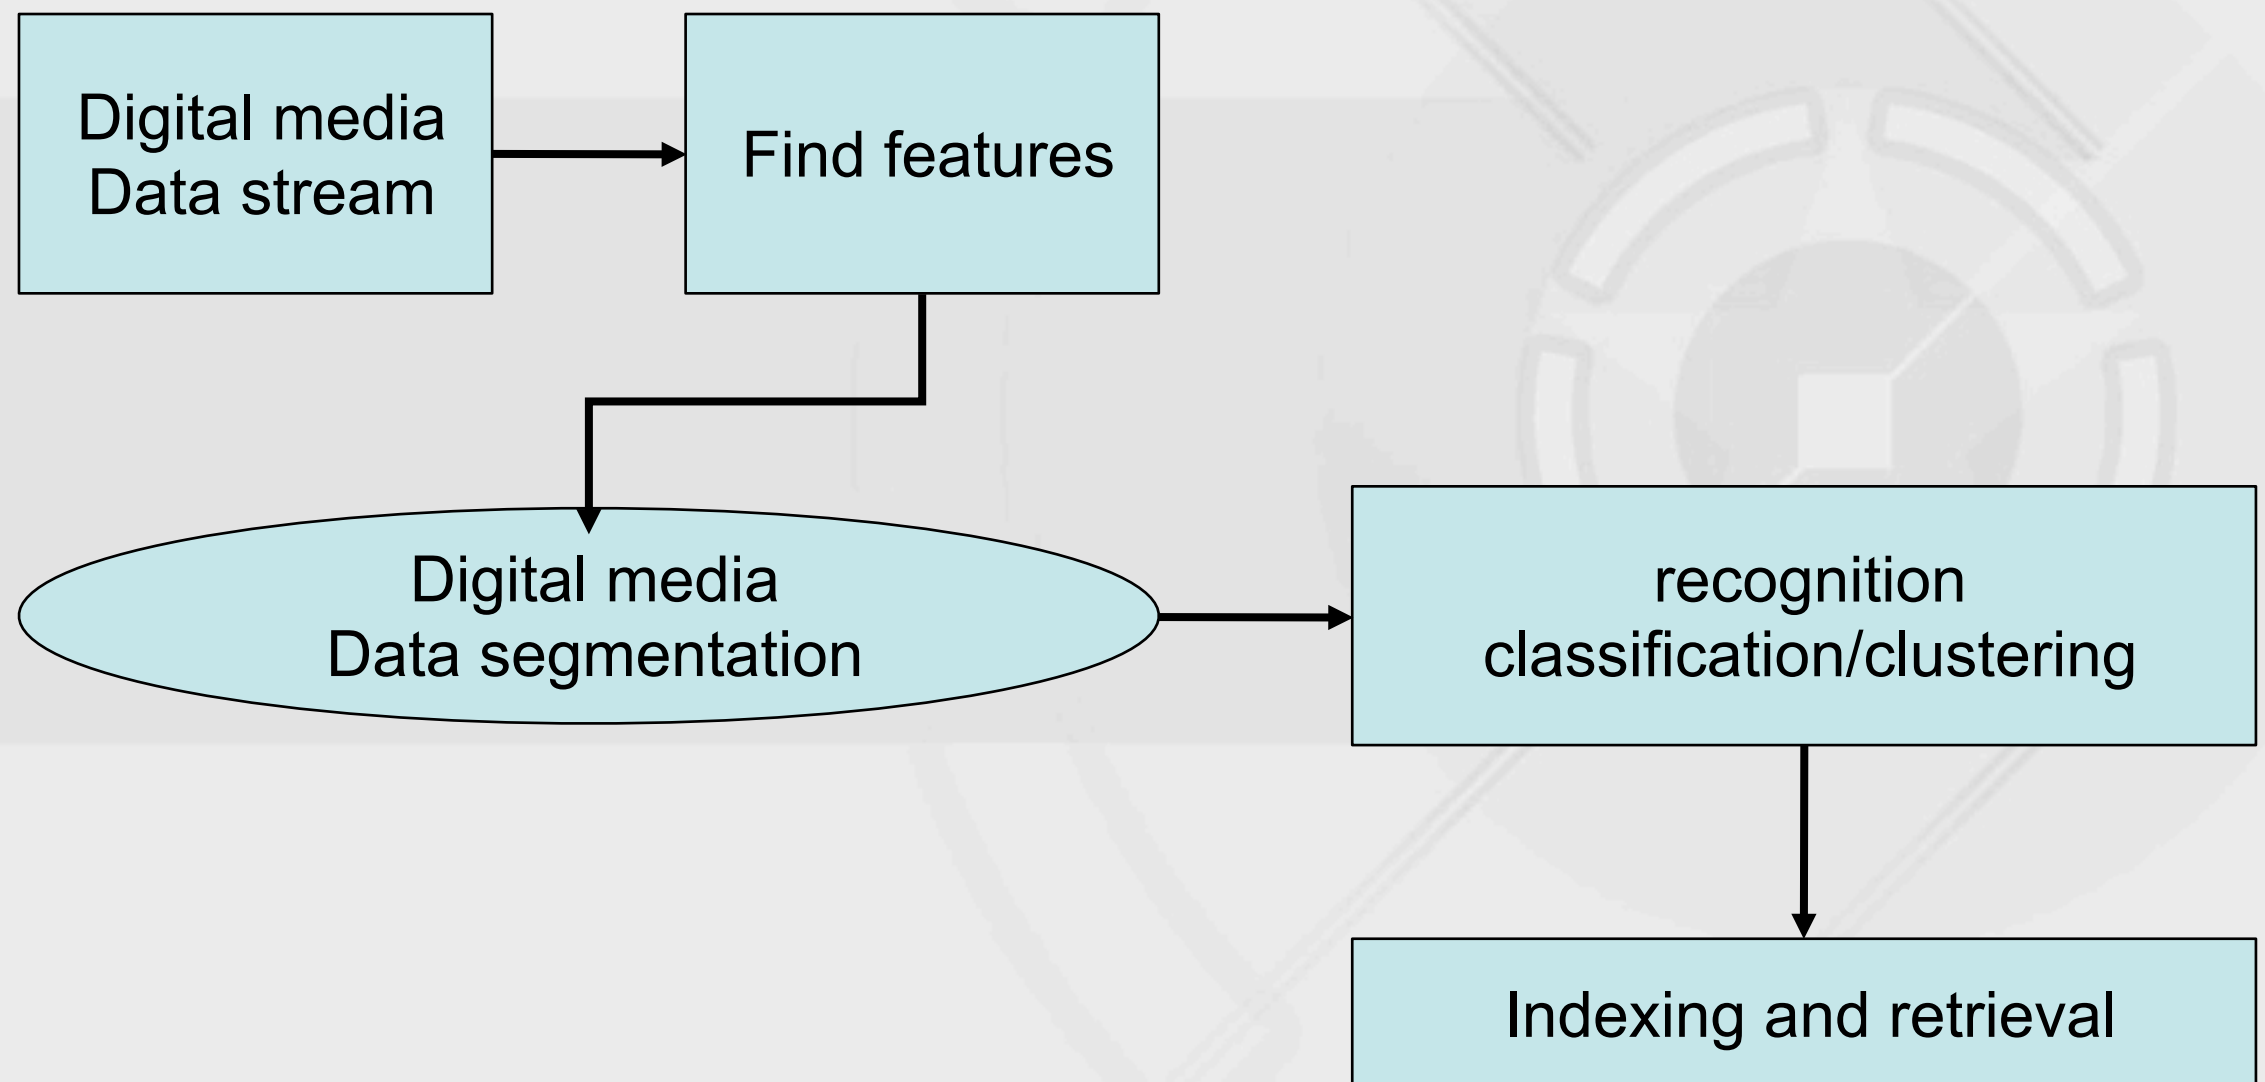 Digital media
Data stream
Find features
Digital media
Data segmentation
recognition
classification/clustering
Indexing and retrieval